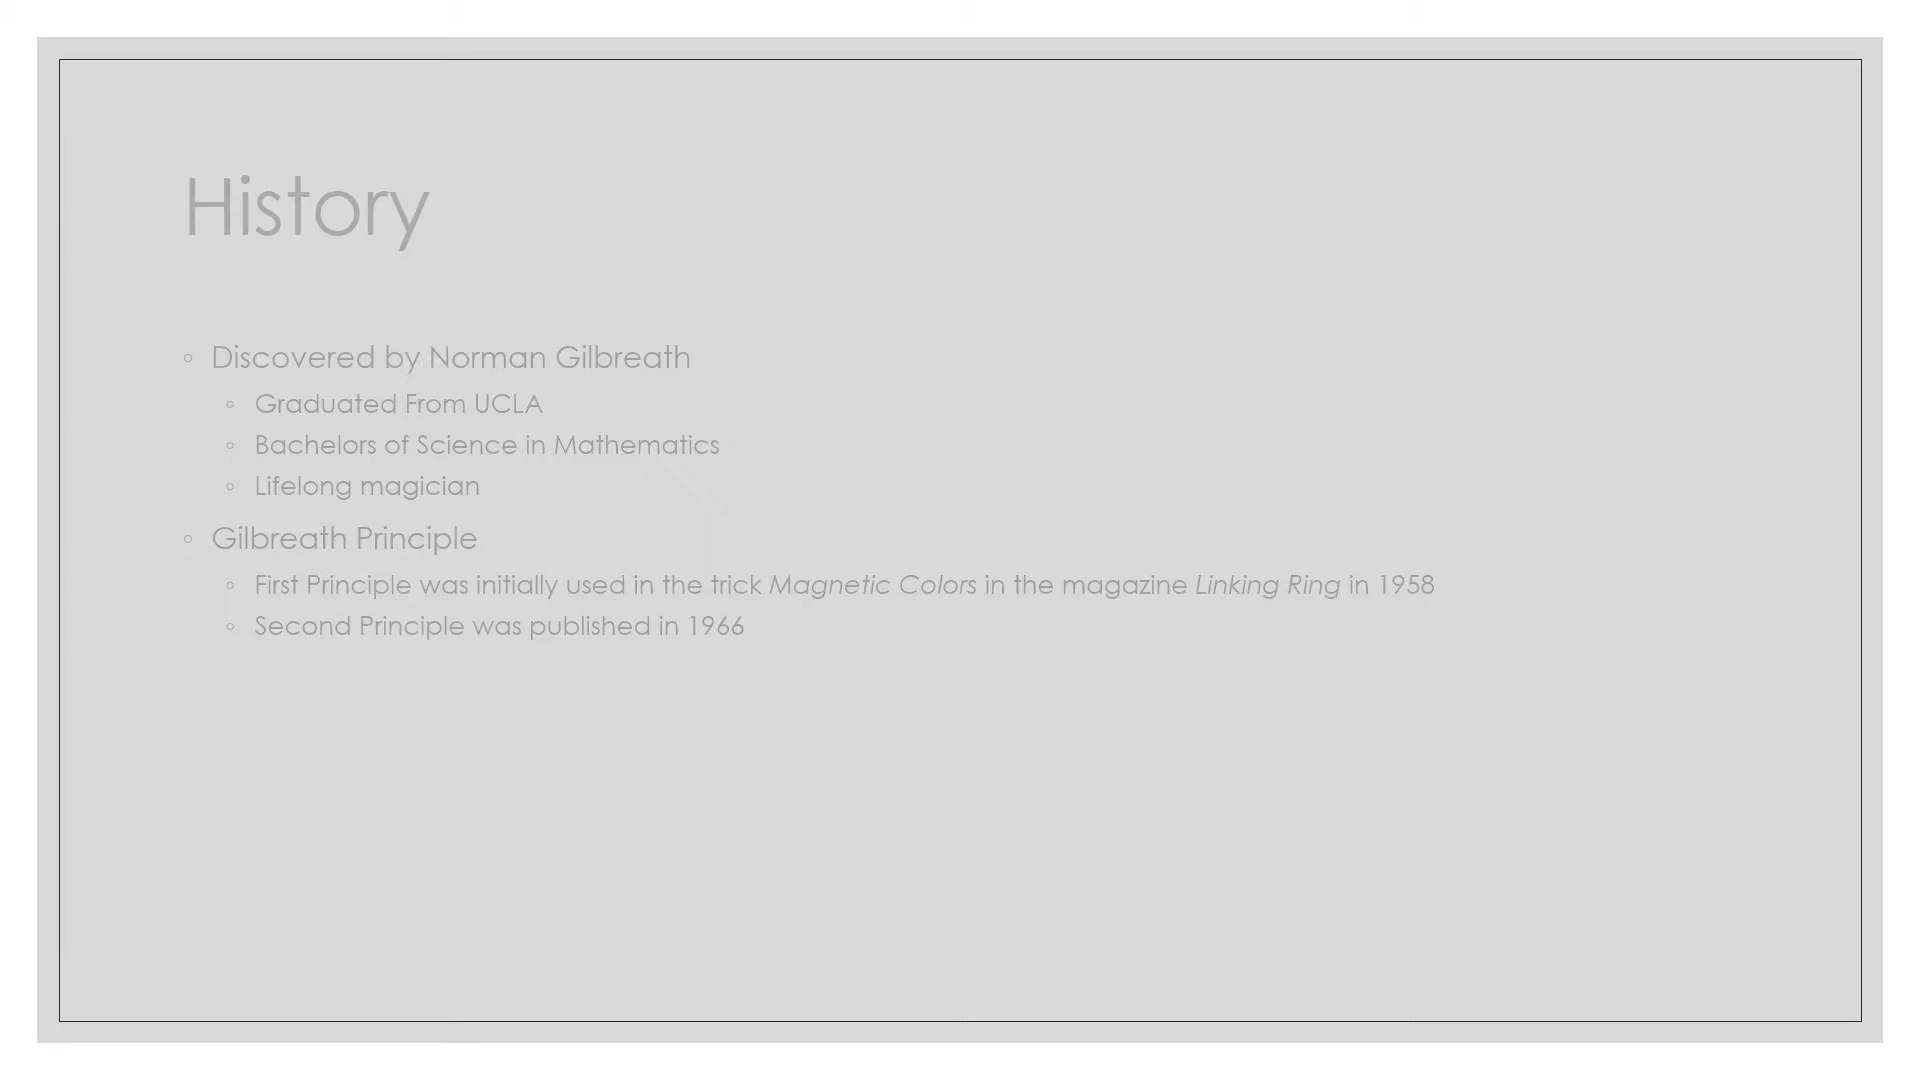 History
◦ Discovered by Norman Gilbreath
◦ Graduated From UCLA
◦ Bachelors of Science in Mathematics
◦ Lifelong magician
◦ Gilbreath Principle
◦ First Principle was initially used in the trick Magnetic Colors in the magazine Linking Ring in 1958
◦ Second Principle was published in 1966